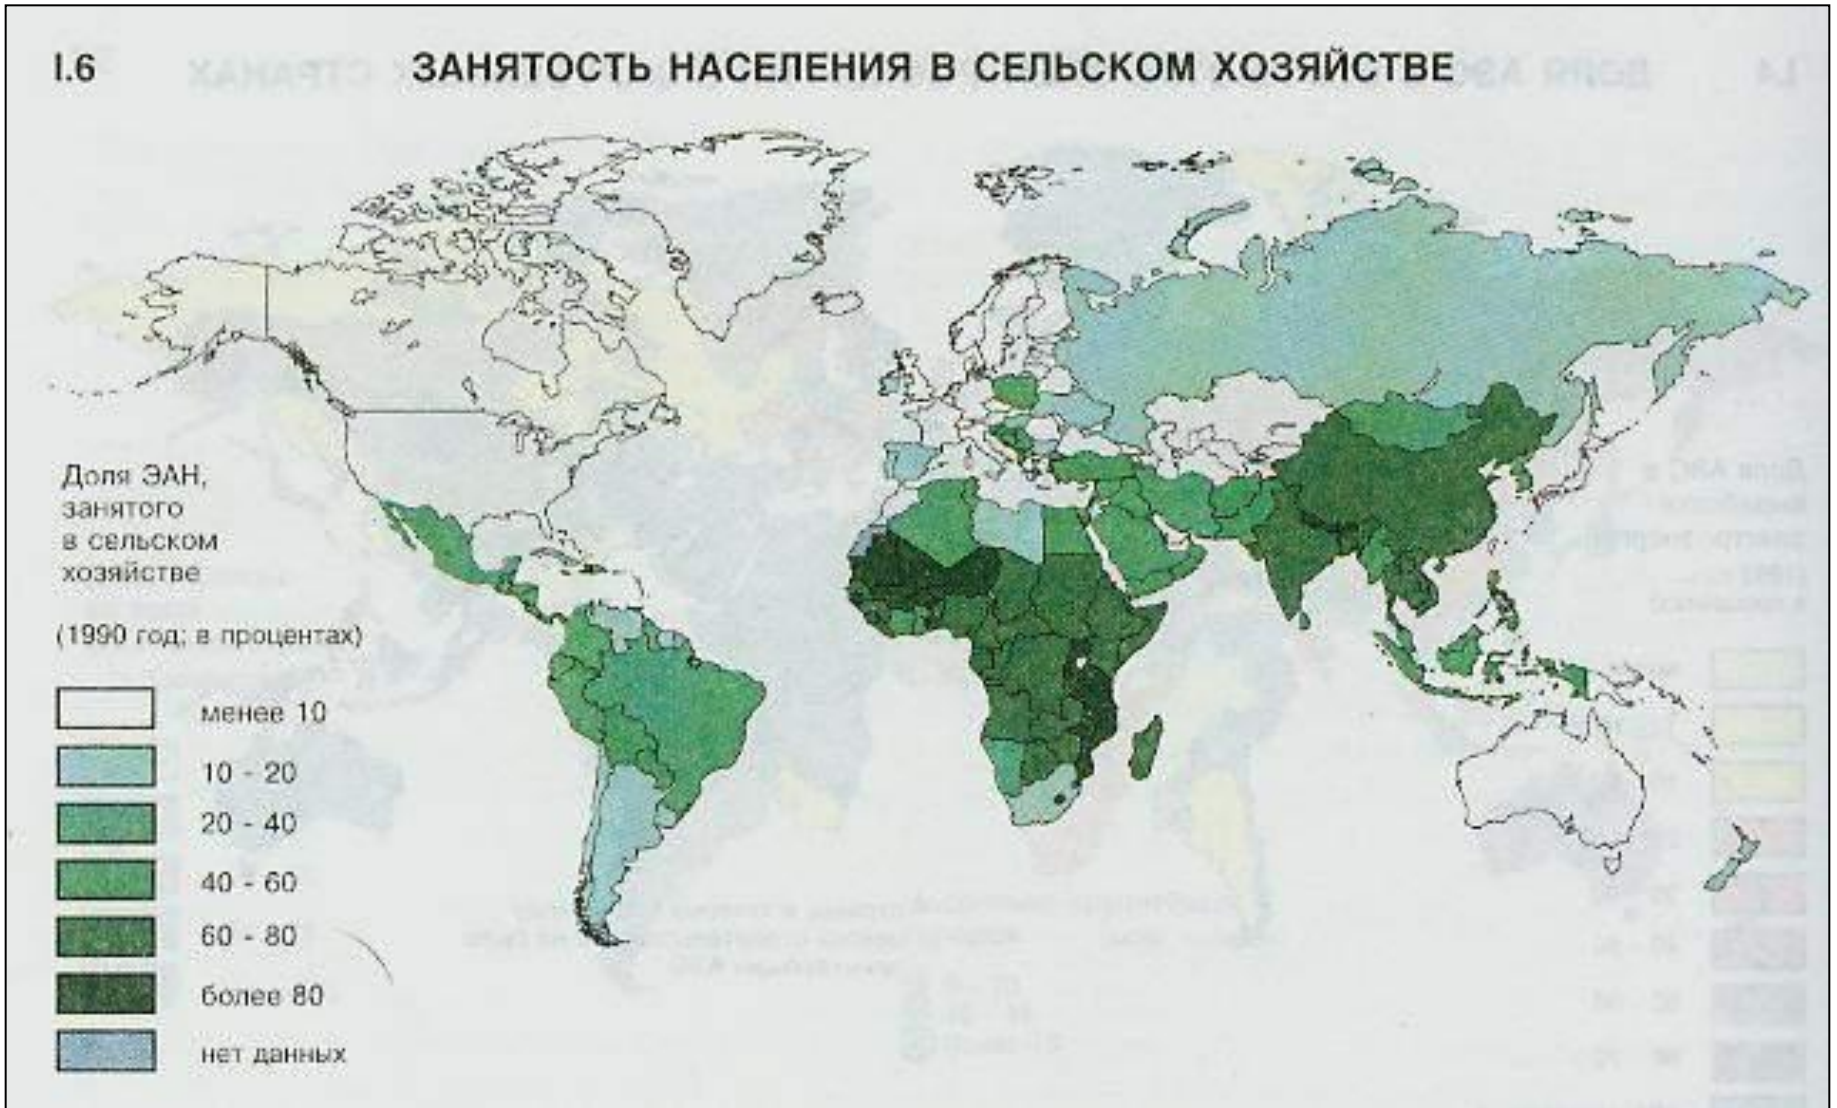 I.6 ЗАНЯТОСТЬ НАСЕЛЕНИЯ В СЕЛЬСКОМ ХОЗЯЙСТВЕ
Доля ЭАН,
занятого
в сельском
хозяйстве
(1990 год; в процентах)
менее 10
10 - 20
20 - 40
40 - 60
60 - 80
более 80
нет данных